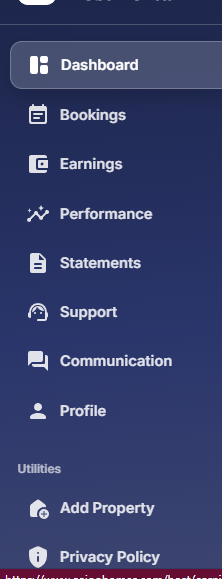 Dashboard
Bookings
Earnings
Performance
Statements
Support
Communication
Profile
Utilities
Add Property
Privacy Policy